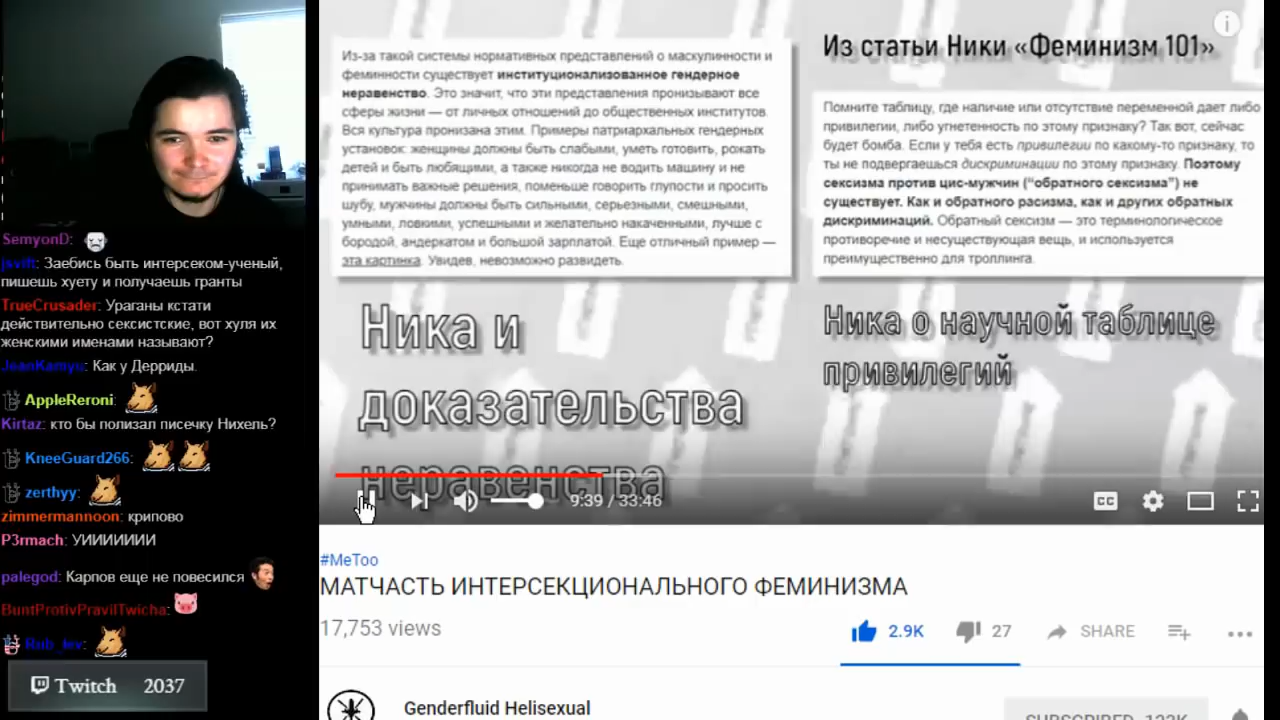 SemyonD:
jsvift: Заебись быть интерсеком-ученый,
пишешь хуету и получаешь гранты
TrueCrusader: Ураганы кстати
действительно сексистские, вот хуля их
женскими именами называют?
JeanKamyu: Как у Дерриды.
AppleReroni:
Kirtaz: кто бы полизал писечку Нихель?
KneeGuard266:
zerthyy:
zimmermannoon: крипово
P3rmach: УИИИИИИИ
palegod: Карпов еще не повесился
BuntProtivPravilTwicha:
Rub_lev:
Twitch 2037
Из-за такой системы нормативных представлений о маскулинности и
феминности существует институционализованное гендерное
неравенство. Это значит, что эти представления пронизывают все
сферы жизни — от личных отношений до общественных институтов.
Вся культура пронизана этим. Примеры патриархальных гендерных
установок: женщины должны быть слабыми, уметь готовить, рожать
детей и быть любящими, а также никогда не водить машину и не
принимать важные решения, поменьше говорить глупости и просить
шубу, мужчины должны быть сильными, серьезными, смешными,
умными, ловкими, успешными и желательно накаченными, лучше с
бородой, андеркатом и большой зарплатой. Еще отличный пример —
эта картинка. Увидев, невозможно развидеть.
Ника и
доказательства
неравенства
Из статьи Ники «Феминизм 101»
Помните таблицу, где наличие или отсутствие переменной дает либо
привилегии, либо угнетенность по этому признаку? Так вот, сейчас
будет бомба. Если у тебя есть привилегии по какому-то признаку, то
ты не подвергаешься дискриминации по этому признаку. Поэтому
сексизма против цис-мужчин (“обратного сексизма”) не
существует. Как и обратного расизма, как и других обратных
дискриминаций. Обратный сексизм — это терминологическое
противоречие и несуществующая вещь, и используется
преимущественно для троллинга.
Ника о научной таблице
привилегий
9:39 / 33:46
CC
#MeToo
МАТЧАСТЬ ИНТЕРСЕКЦИОНАЛЬНОГО ФЕМИНИЗМА
17,753 views
2.9K
27
SHARE
Genderfluid Helisexual
SUBSCRIBED